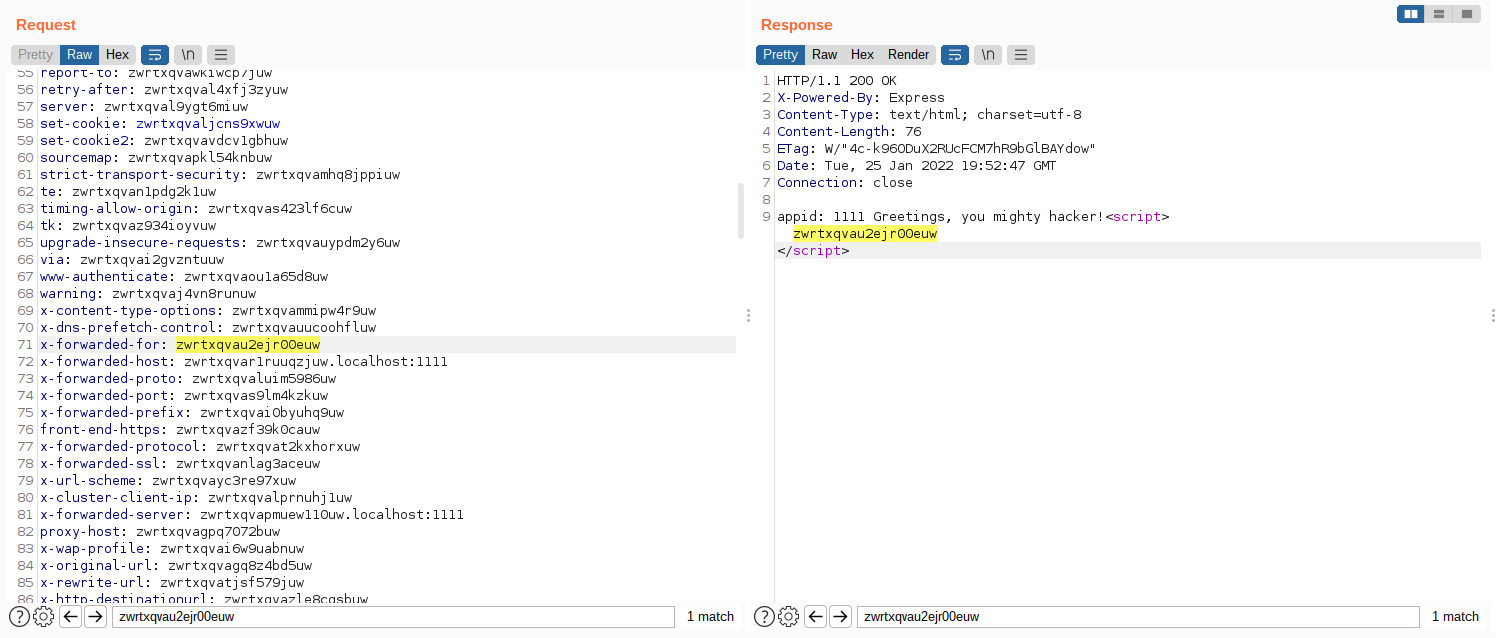 Request
Pretty Raw Hex \n
55 report-to: zwrtxqvawkiwcp7juw
56 retry-after: zwrtxqval4xfj3zyuw
57 server: zwrtxqval9ygt6miuw
58 set-cookie: zwrtxqvaljcns9xwuw
59 set-cookie2: zwrtxqvavdcv1gbhuw
60 sourcemap: zwrtxqvapkl54knbuw
61 strict-transport-security: zwrtxqvamhq8jppiuw
62 te: zwrtxqvan1pdg2k1uw
63 timing-allow-origin: zwrtxqvas423lf6cuw
64 tk: zwrtxqvaz934ioyvuw
65 upgrade-insecure-requests: zwrtxqvauypdm2y6uw
66 via: zwrtxqvai2gvzntuuw
67 www-authenticate: zwrtxqvaou1a65d8uw
68 warning: zwrtxqvaj4vn8runuw
69 x-content-type-options: zwrtxqvammipw4r9uw
70 x-dns-prefetch-control: zwrtxqvauucoohfluw
71 x-forwarded-for: zwrtxqvau2ejr00euw
72 x-forwarded-host: zwrtxqvar1ruuqzjuw.localhost:1111
73 x-forwarded-proto: zwrtxqvaluim5986uw
74 x-forwarded-port: zwrtxqvas9lm4kzkuw
75 x-forwarded-prefix: zwrtxqvai0byuhq9uw
76 front-end-https: zwrtxqvazf39k0cauw
77 x-forwarded-protocol: zwrtxqvat2kxhorxuw
78 x-forwarded-ssl: zwrtxqvanlag3aceuw
79 x-url-scheme: zwrtxqvayc3re97xuw
80 x-cluster-client-ip: zwrtxqvalprnuhj1uw
81 x-forwarded-server: zwrtxqvapmuew110uw.localhost:1111
82 proxy-host: zwrtxqvagpq7072buw
83 x-wap-profile: zwrtxqvai6w9uabnuw
84 x-original-url: zwrtxqvagq8z4bd5uw
85 x-rewrite-url: zwrtxqvatjsf579juw
86 x-http-destinationurl: zwrtxqvazle8cqsbuw
zwrtxqvau2ejr00euw 1 match
Response
Pretty Raw Hex Render \n
1 HTTP/1.1 200 OK
2 X-Powered-By: Express
3 Content-Type: text/html; charset=utf-8
4 Content-Length: 76
5 ETag: W/"4c-k960DuX2RUcFCM7hR9bGlBAYdow"
6 Date: Tue, 25 Jan 2022 19:52:47 GMT
7 Connection: close
8
9 appid: 1111 Greetings, you mighty hacker!<script>
zwrtxqvau2ejr00euw
</script>
zwrtxqvau2ejr00euw 1 match